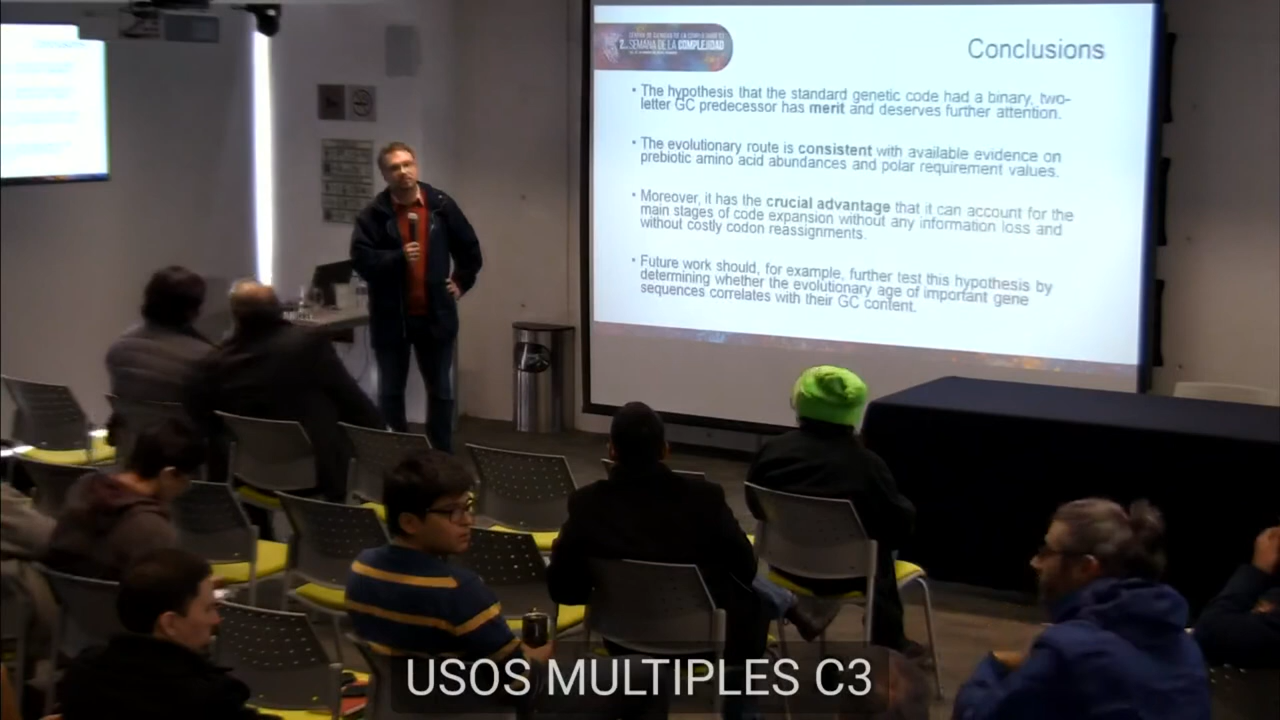 2
SEMANA DE LA COMPLEJIDAD
Conclusions
• The hypothesis that the standard genetic code had a binary, two-
letter GC predecessor has merit and deserves further attention.
• The evolutionary route is consistent with available evidence on
prebiotic amino acid abundances and polar requirement values.
• Moreover, it has the crucial advantage that it can account for the
main stages of code expansion without any information loss and
without costly codon reassignments.
• Future work should, for example, further test this hypothesis by
determining whether the evolutionary age of important gene
sequences correlates with their GC content.
USOS MULTIPLES C3